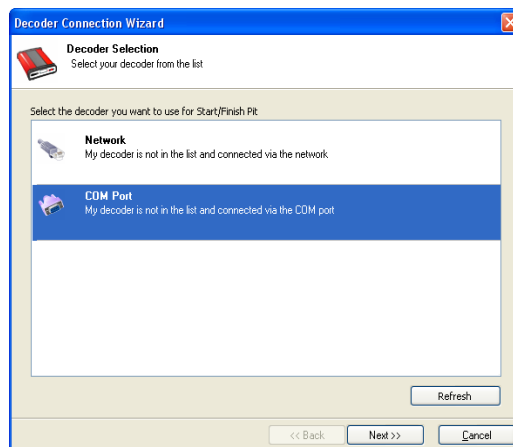 Decoder Connection Wizard
Decoder Selection
Select your decoder from the list
Select the decoder you want to use for Start/Finish Pit
Network
My decoder is not in the list and connected via the network
COM Port
My decoder is not in the list and connected via the COM port
Refresh
<< Back Next >> Cancel